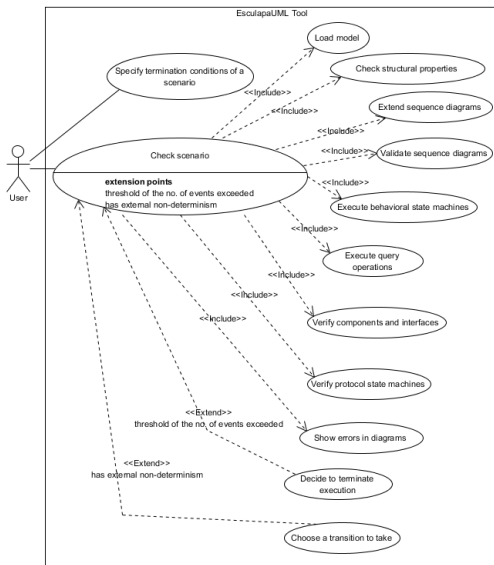 EsculapaUML Tool
Load model
Specify termination conditions of a
scenario
Check structural properties
<<Include>>
<<Include>>
Extend sequence diagrams
<<Include>>
Check scenario
Validate sequence diagrams
<<Include>>
extension points
threshold of the no. of events exceeded
has external non-determinism
<<Include>>
User
Execute behavioral state machines
<<Include>>
Execute query
operations
<<Include>>
<<Include>>
<<Include>>
Verify components and interfaces
Verify protocol state machines
<<Extend>>
threshold of the no. of events exceeded
Show errors in diagrams
<<Extend>>
has external non-determinism
Decide to terminate
execution
Choose a transition to take